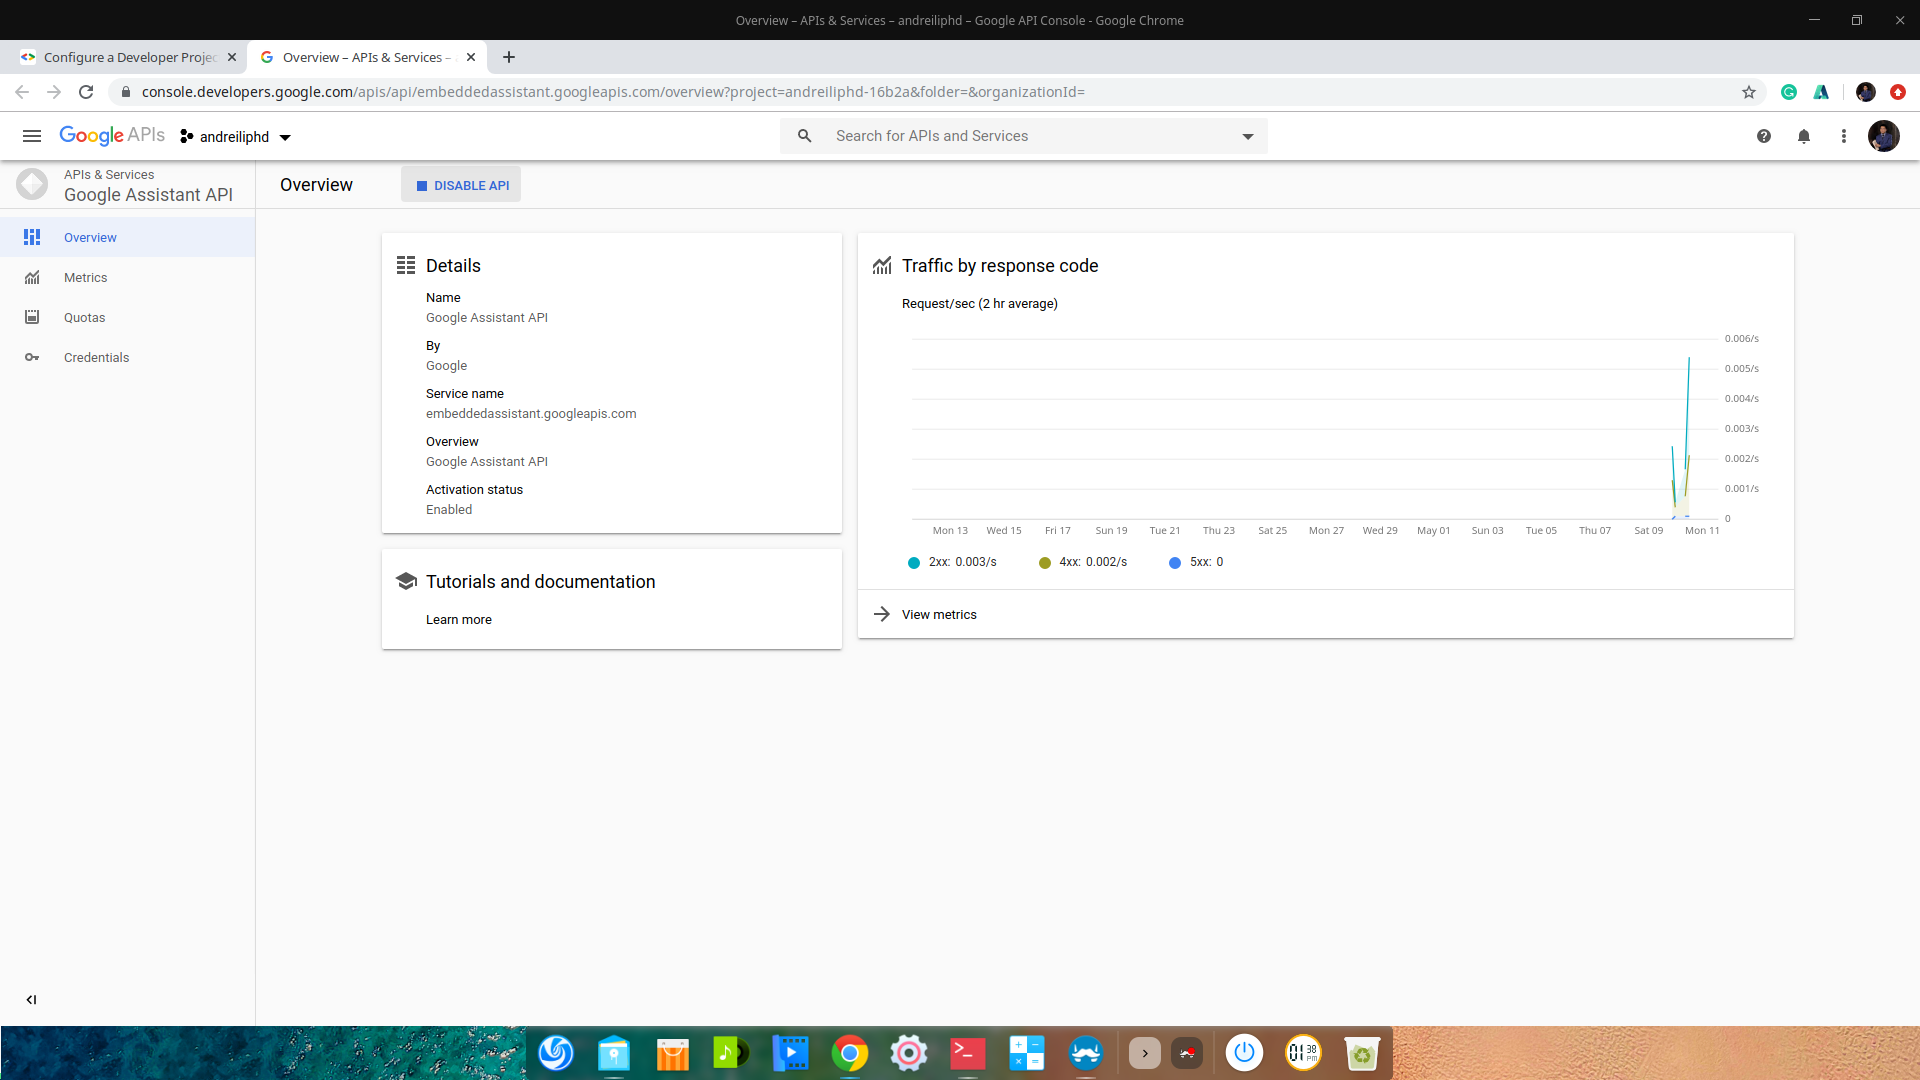 Overview – APIs & Services – andreiliphd – Google API Console - Google Chrome
Configure a Developer Projec
Overview – APIs & Services –
console.developers.google.com/apis/api/embeddedassistant.googleapis.com/overview?project=andreiliphd-16b2a&folder=&organizationId=
Google APIs
andreiliphd
Search for APIs and Services
APIs & Services
Google Assistant API
Overview
DISABLE API
Overview
Metrics
Quotas
Credentials
Details
Name
Google Assistant API
By
Google
Service name
embeddedassistant.googleapis.com
Overview
Google Assistant API
Activation status
Enabled
Tutorials and documentation
Learn more
Traffic by response code
Request/sec (2 hr average)
0.006/s
0.005/s
0.004/s
0.003/s
0.002/s
0.001/s
0
Mon 13 Wed 15 Fri 17 Sun 19 Tue 21 Thu 23 Sat 25 Mon 27 Wed 29 May 01 Sun 03 Tue 05 Thu 07 Sat 09 Mon 11
2xx: 0.003/s 4xx: 0.002/s 5xx: 0
View metrics
01 38 PM